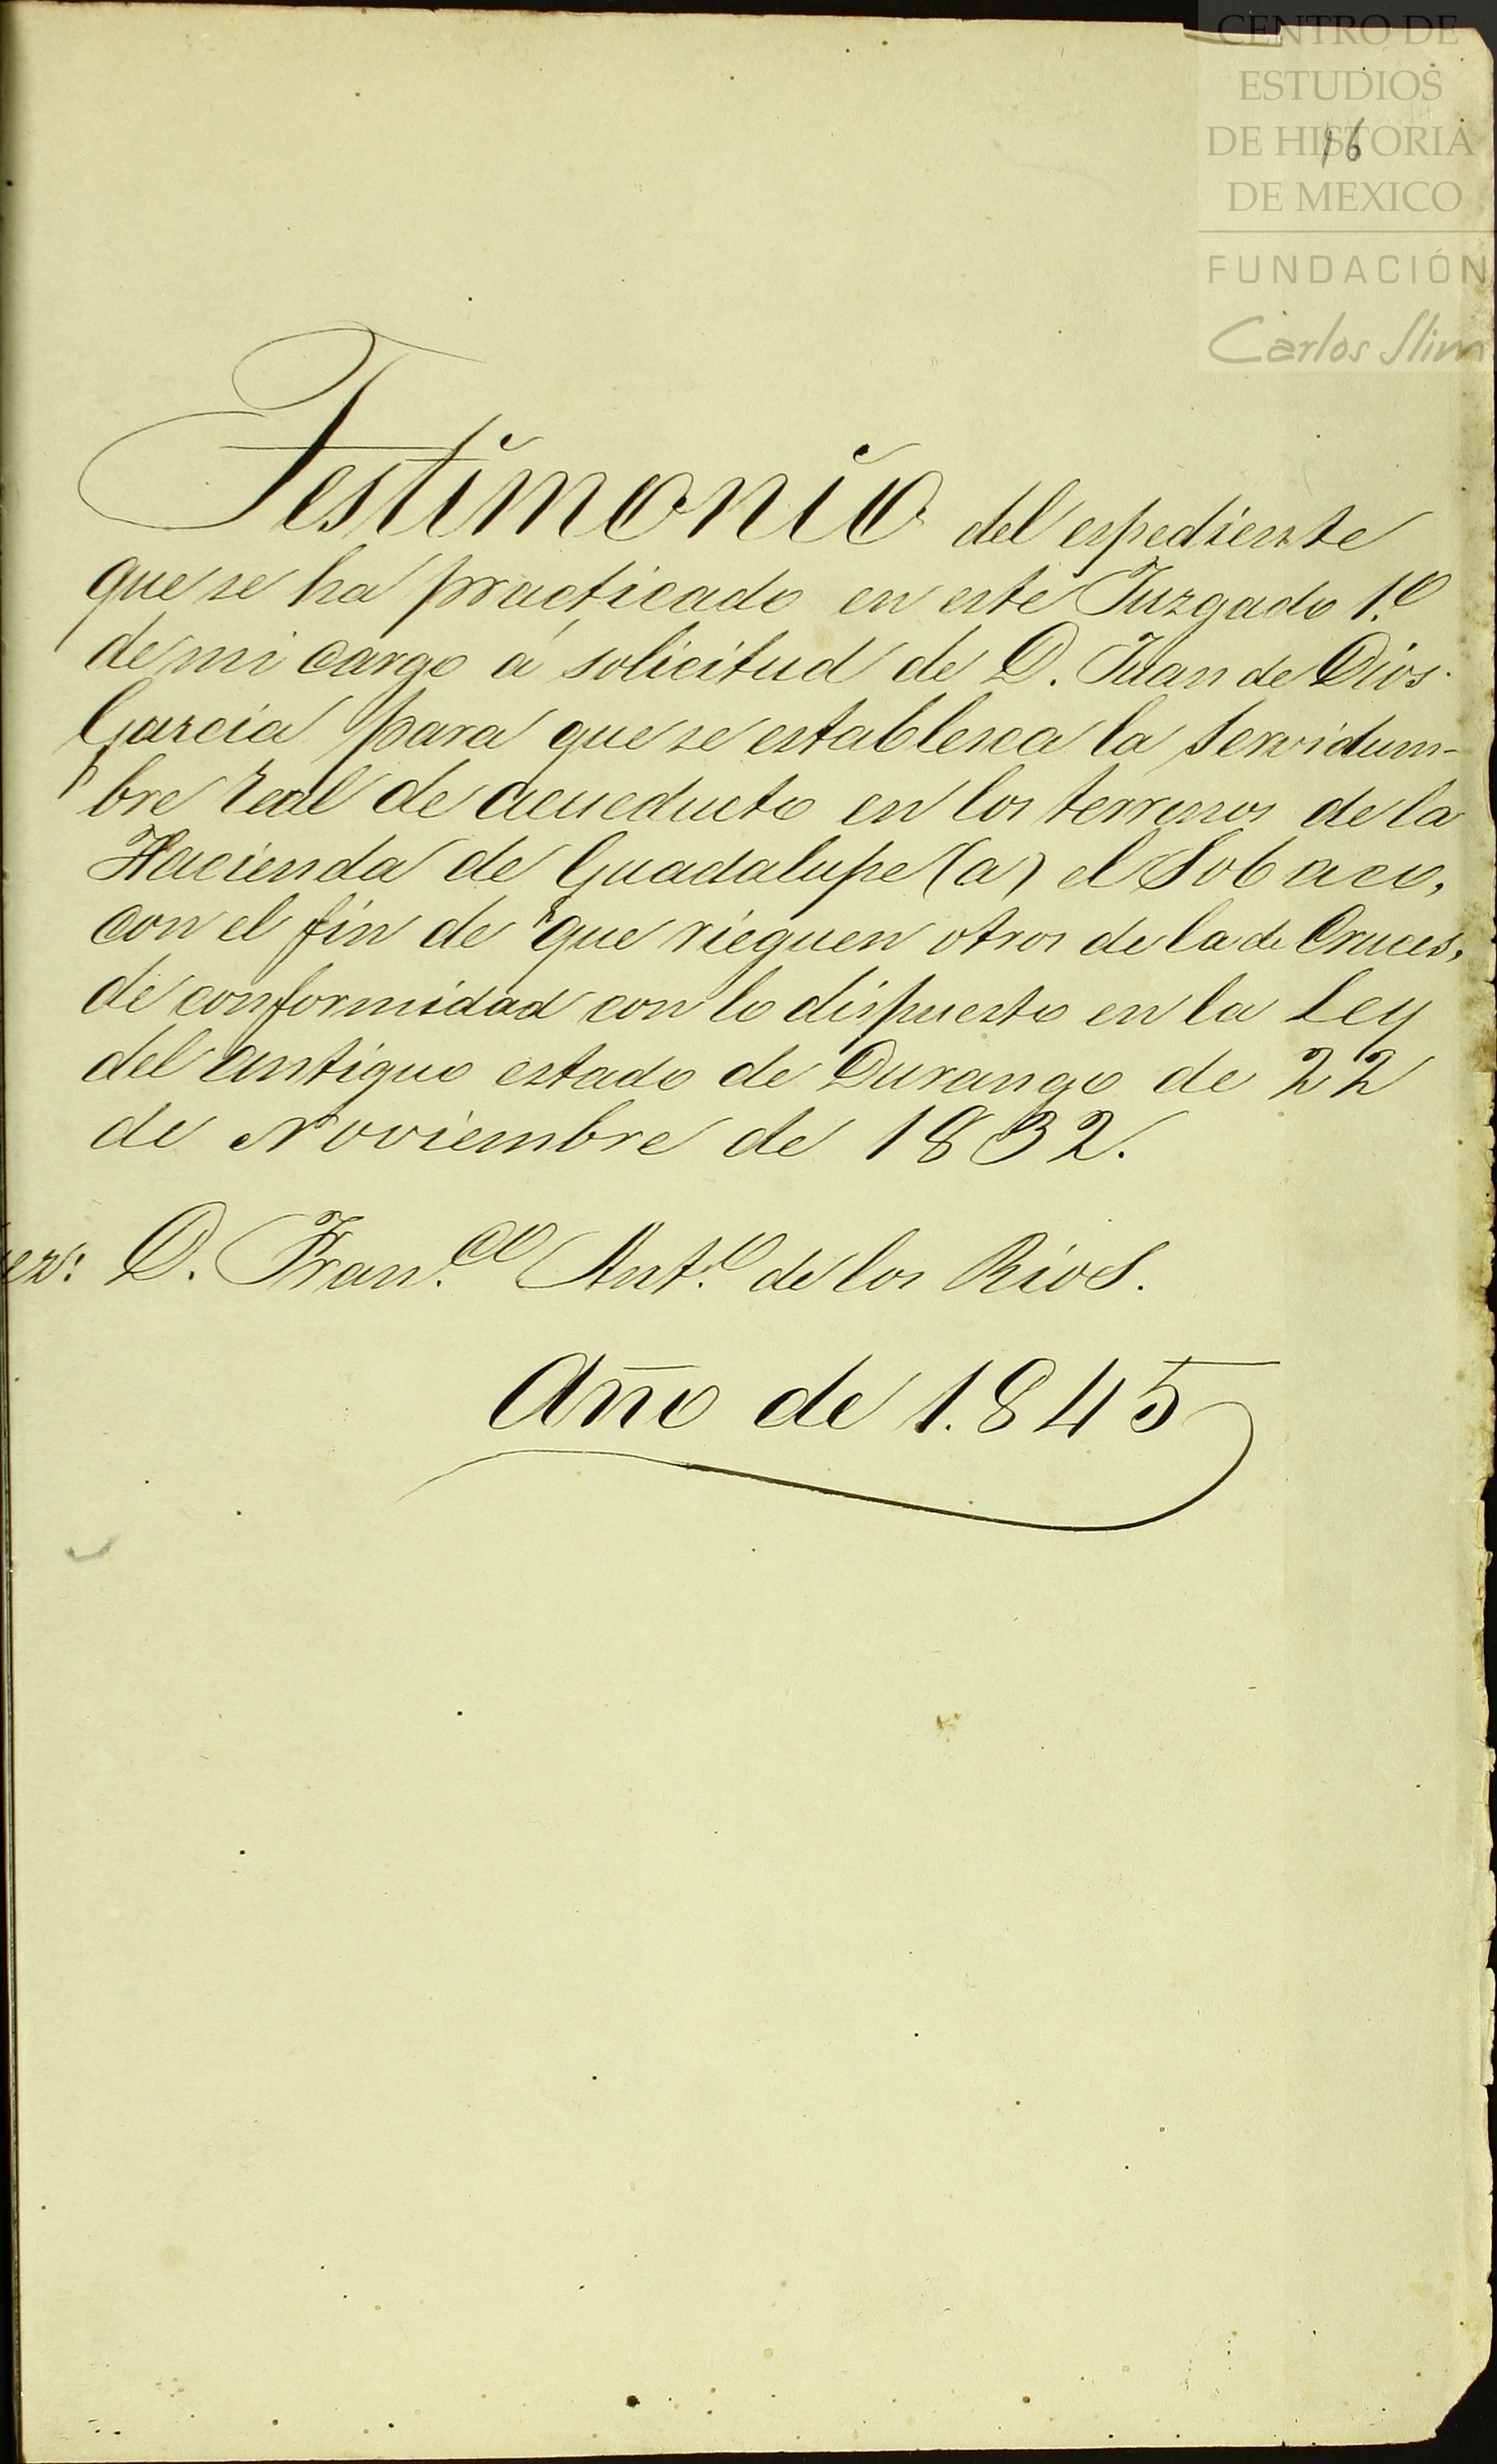 CENTRO DE
ESTUDIOS
DE HISTORIA
DE MEXICO
FUNDACIÓN
Carlos Slim
16
Testimonio del espediente
que se ha practicado en este Juzgado 1.º
de mi cargo á solicitud de D. Juan de Dios
Garcia para que se establesca la servidum-
bre real de acueducto en los terrenos de la
Hacienda de Guadalupe (a) el Sobaco,
con el fin de que rieguen otros de la de Cruces,
de conformidad con lo dispuesto en la Ley
del antiguo estado de Durango de 22
de Noviembre de 1832.
uez: D. Fran.co Ant.o de los Rios.
Año de 1.845